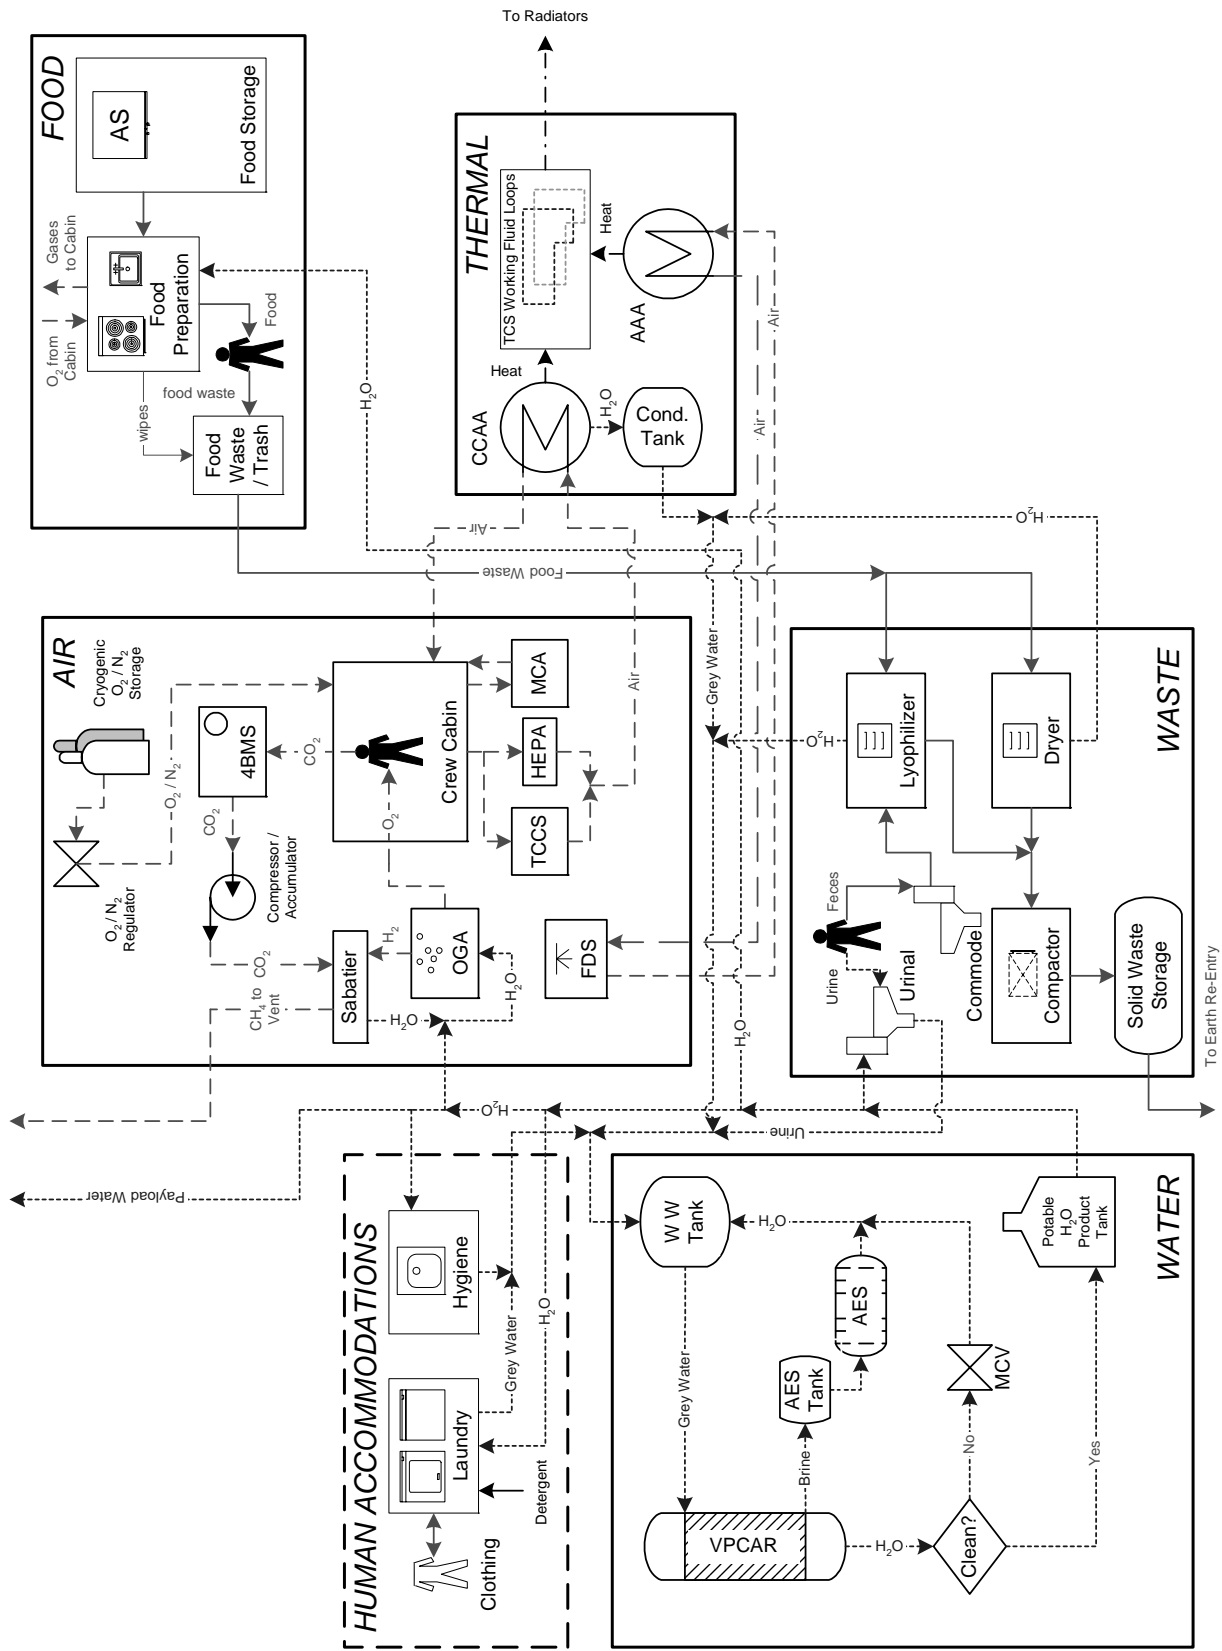 To Radiators
FOOD
AS
Food Storage
Gases
to Cabin
O₂ from
Cabin
Food
Preparation
Food
food waste
wipes
Food
Waste
/ Trash
H₂O
THERMAL
TCS Working Fluid Loops
Heat
Heat
AAA
CCAA
H₂O
Cond.
Tank
Air
Air
Air
H₂O
Food Waste
AIR
Cryogenic
O₂ / N₂
Storage
O₂ / N₂
O₂ / N₂
Regulator
4BMS
CO₂
CO₂
Compressor /
Accumulator
Crew Cabin
MCA
HEPA
TCCS
Air
O₂
CO₂
CH₄ to
Vent
Sabatier
H₂
OGA
H₂O
H₂O
FDS
Grey Water
H₂O
H₂O
WASTE
Lyophilizer
Dryer
Feces
Urine
Urinal
Commode
Compactor
Solid Waste
Storage
To Earth Re-Entry
Payload Water
H₂O
Urine
HUMAN ACCOMMODATIONS
Hygiene
Grey Water
H₂O
Laundry
Detergent
Clothing
WATER
W W
Tank
H₂O
Grey Water
AES
AES
Tank
Brine
VPCAR
H₂O
Clean?
No
MCV
Yes
Potable
H₂O
Product
Tank